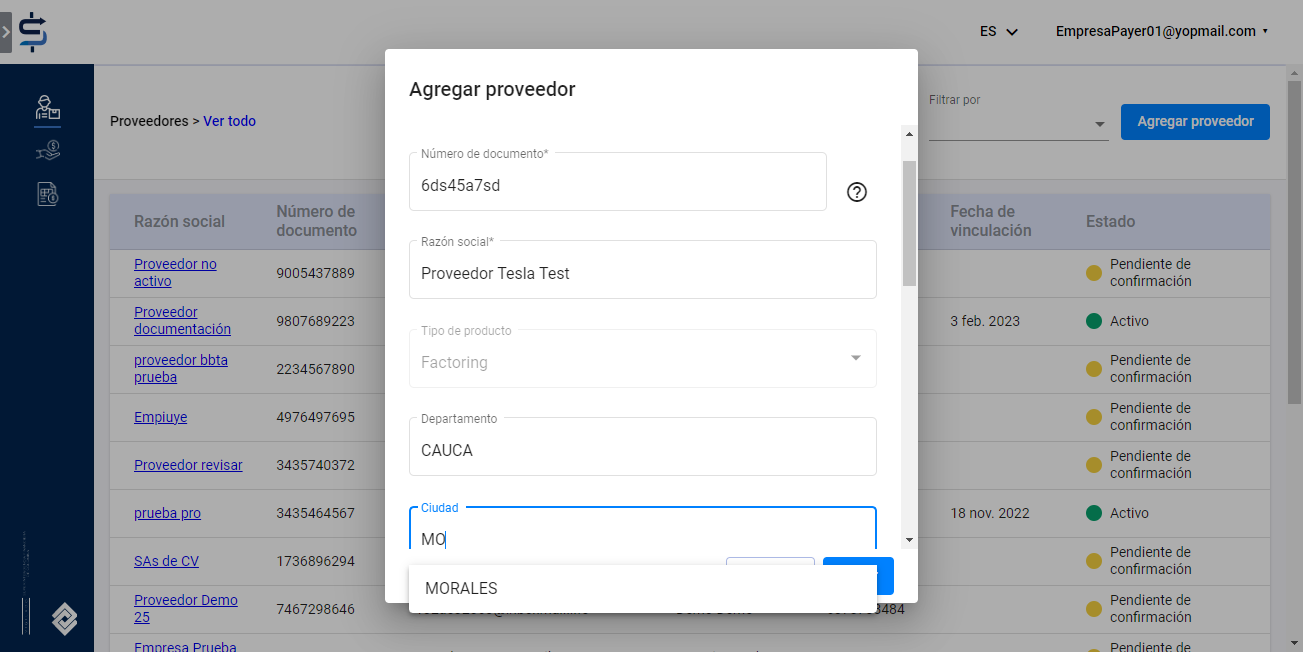 ES
EmpresaPayer01@yopmail.com
Proveedores > Ver todo
Filtrar por
Agregar proveedor
Agregar proveedor
Número de documento*
6ds45a7sd
Razón social*
Proveedor Tesla Test
Tipo de producto
Factoring
Departamento
CAUCA
Ciudad
MO
MORALES
Razón social
Número de
documento
Fecha de
vinculación
Estado
Proveedor no
activo
9005437889
Pendiente de
confirmación
Proveedor
documentación
9807689223
3 feb. 2023
Activo
proveedor bbta
prueba
2234567890
Pendiente de
confirmación
Empiuye
4976497695
Pendiente de
confirmación
Proveedor revisar
3435740372
Pendiente de
confirmación
prueba pro
3435464567
18 nov. 2022
Activo
SAs de CV
1736896294
Pendiente de
confirmación
Proveedor Demo
25
7467298646
Pendiente de
confirmación
Empresa Prueba
Pendiente de